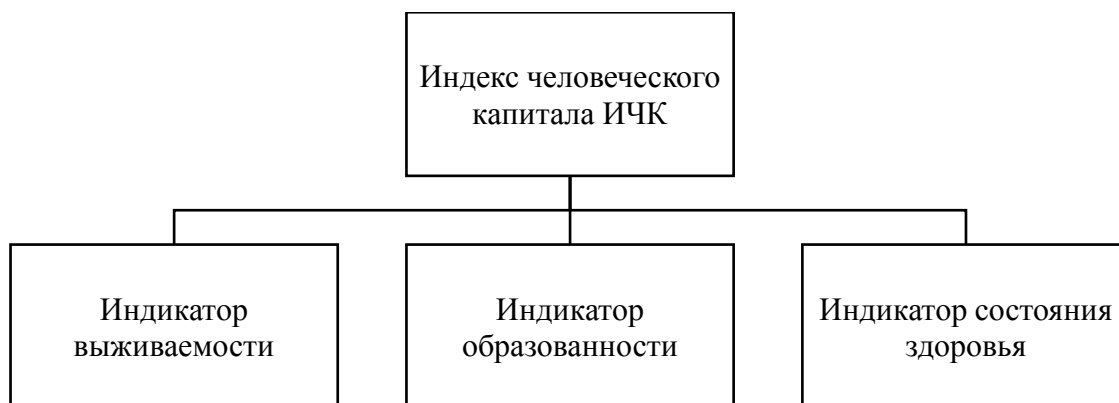 Индекс человеческого
капитала ИЧК
Индикатор
выживаемости
Индикатор
образованности
Индикатор состояния
здоровья